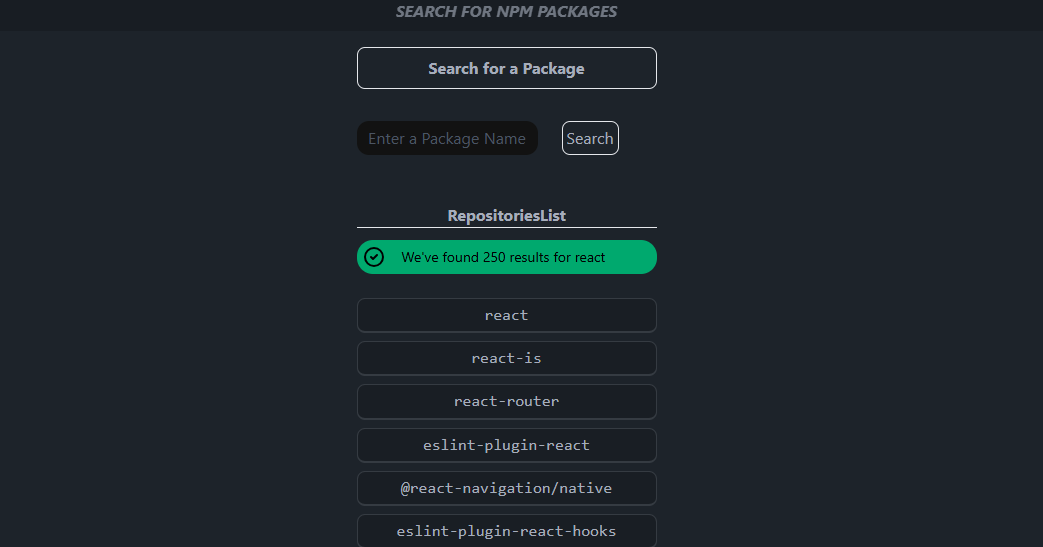 SEARCH FOR NPM PACKAGES
Search for a Package
Enter a Package Name
Search
RepositoriesList
We've found 250 results for react
react
react-is
react-router
eslint-plugin-react
@react-navigation/native
eslint-plugin-react-hooks